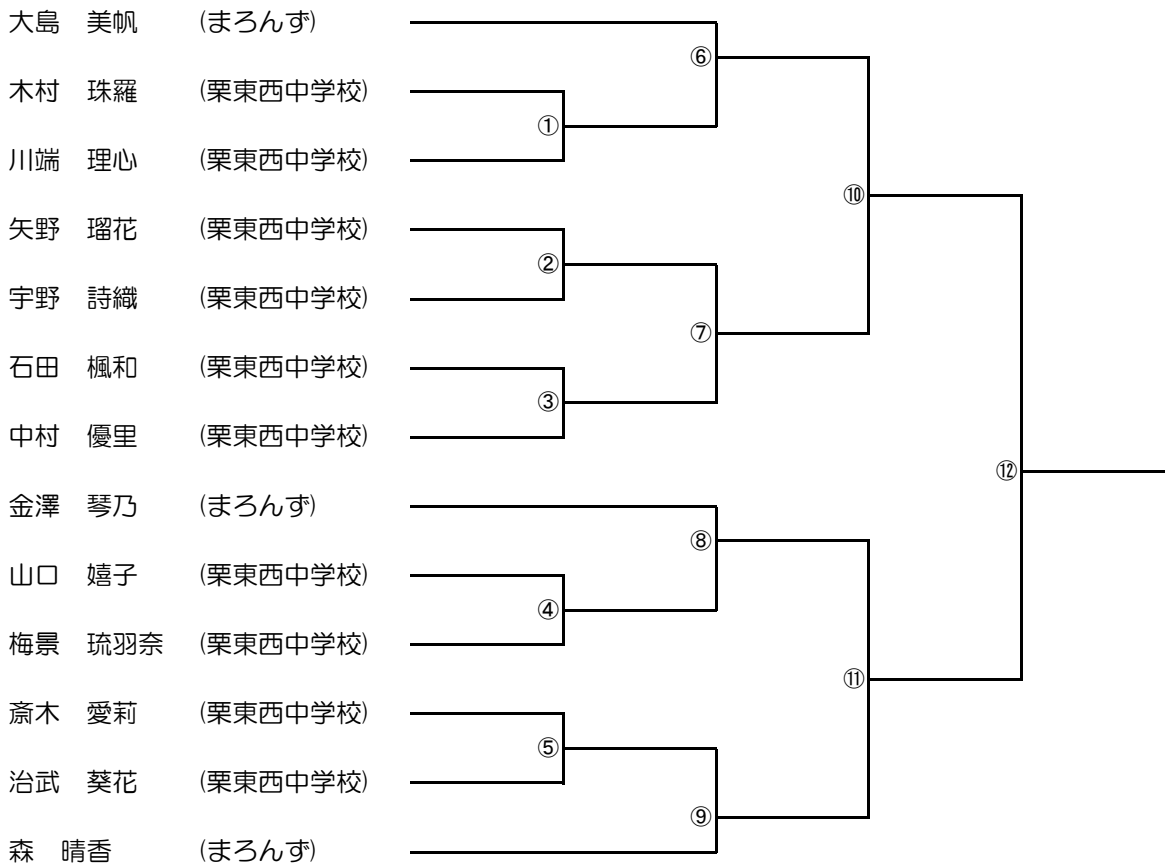 大島　美帆　(まろんず)
⑥
木村　珠羅　(栗東西中学校)
①
川端　理心　(栗東西中学校)
⑩
矢野　瑠花　(栗東西中学校)
②
宇野　詩織　(栗東西中学校)
⑦
石田　楓和　(栗東西中学校)
③
中村　優里　(栗東西中学校)
⑫
金澤　琴乃　(まろんず)
⑧
山口　嬉子　(栗東西中学校)
④
梅景　琉羽奈　(栗東西中学校)
⑪
斎木　愛莉　(栗東西中学校)
⑤
治武　葵花　(栗東西中学校)
⑨
森　晴香　(まろんず)